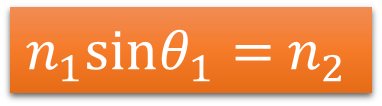 n₁sinθ₁ = n₂